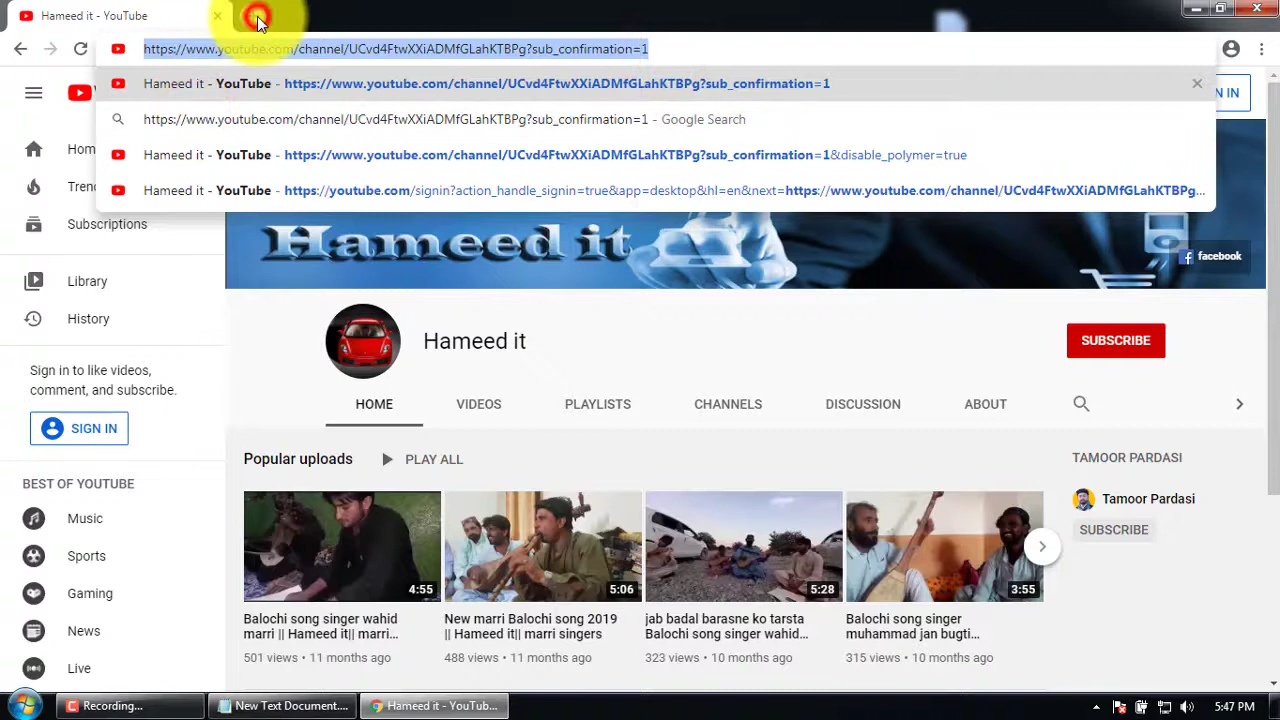 Hameed it - YouTube
https://www.youtube.com/channel/UCvd4FtwXXiADMfGLahKTBPg?sub_confirmation=1
Hameed it - YouTube - https://www.youtube.com/channel/UCvd4FtwXXiADMfGLahKTBPg?sub_confirmation=1
https://www.youtube.com/channel/UCvd4FtwXXiADMfGLahKTBPg?sub_confirmation=1 - Google Search
Hameed it - YouTube - https://www.youtube.com/channel/UCvd4FtwXXiADMfGLahKTBPg?sub_confirmation=1&disable_polymer=true
Hameed it - YouTube - https://youtube.com/signin?action_handle_signin=true&app=desktop&hl=en&next=https://www.youtube.com/channel/UCvd4FtwXXiADMfGLahKTBPg...
IN
Subscriptions
Library
History
Sign in to like videos,
comment, and subscribe.
SIGN IN
BEST OF YOUTUBE
Music
Sports
Gaming
News
Live
Hameed it
facebook
Hameed it
SUBSCRIBE
HOME
VIDEOS
PLAYLISTS
CHANNELS
DISCUSSION
ABOUT
Popular uploads
PLAY ALL
4:55
5:06
5:28
3:55
Balochi song singer wahid
marri || Hameed it|| marri...
501 views • 11 months ago
New marri Balochi song 2019
|| Hameed it|| marri singers
488 views • 11 months ago
jab badal barasne ko tarsta
Balochi song singer wahid...
323 views • 10 months ago
Balochi song singer
muhammad jan bugti...
315 views • 10 months ago
TAMOOR PARDASI
Tamoor Pardasi
SUBSCRIBE
Recording...
New Text Document....
Hameed it - YouTub...
5:47 PM